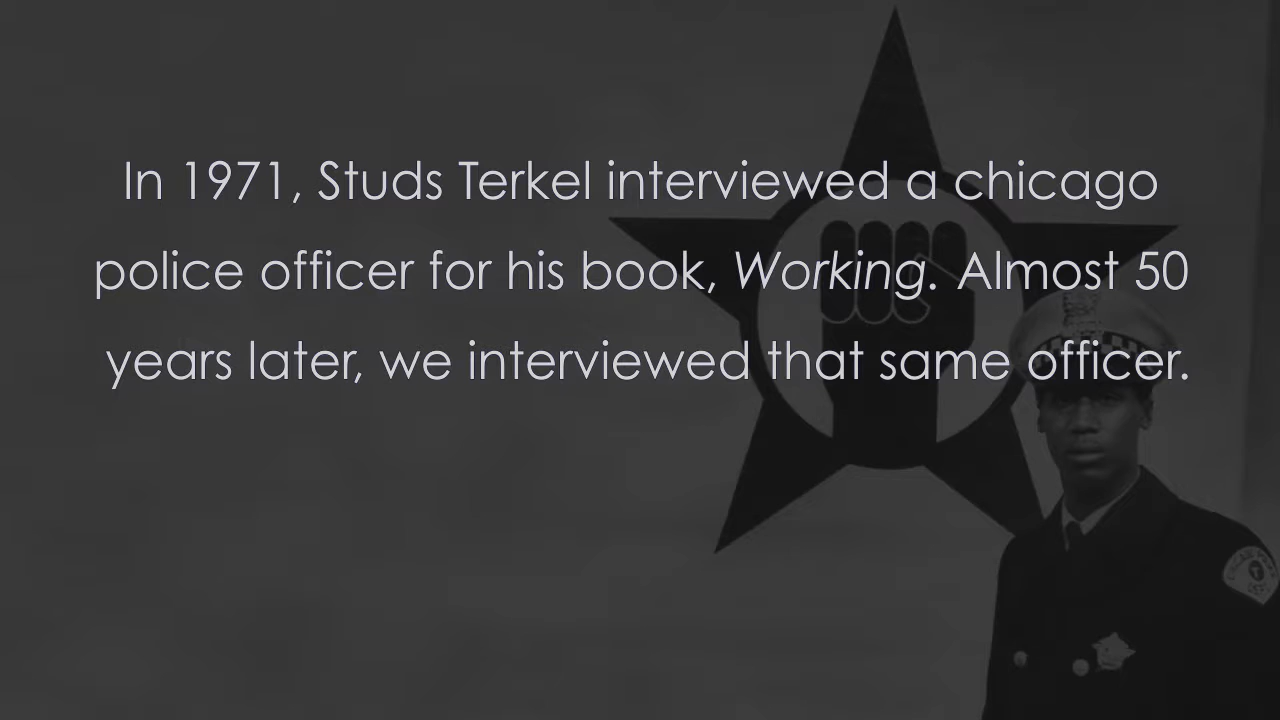 In 1971, Studs Terkel interviewed a chicago
police officer for his book, Working. Almost 50
years later, we interviewed that same officer.